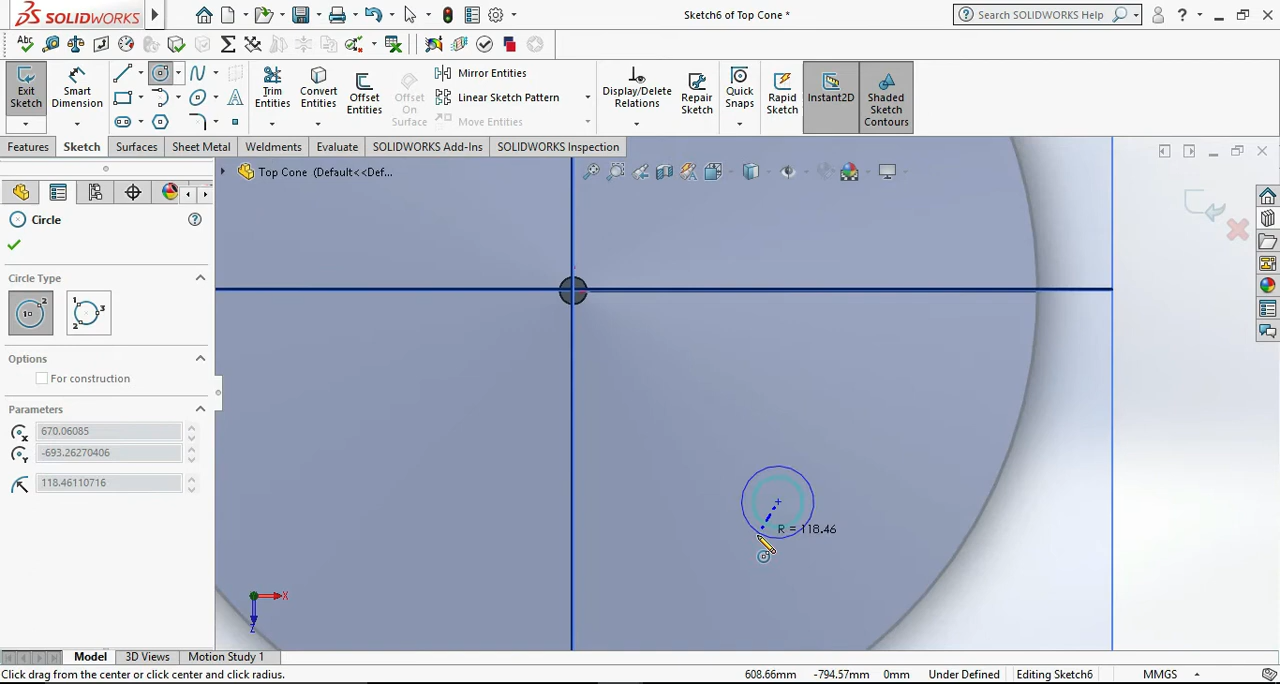 SOLIDWORKS
Sketch6 of Top Cone *
Search SOLIDWORKS Help
Exit Sketch
Smart Dimension
Trim Entities
Convert Entities
Offset Entities
Offset On Surface
Mirror Entities
Linear Sketch Pattern
Move Entities
Display/Delete Relations
Repair Sketch
Quick Snaps
Rapid Sketch
Instant2D
Shaded Sketch Contours
Features
Sketch
Surfaces
Sheet Metal
Weldments
Evaluate
SOLIDWORKS Add-Ins
SOLIDWORKS Inspection
Top Cone (Default<<Def...
Circle
Circle Type
Options
For construction
Parameters
670.06085
-693.26270406
118.46110716
R = 118.46
X
Z
Model
3D Views
Motion Study 1
Click drag from the center or click center and click radius.
608.66mm
-794.57mm
0mm
Under Defined
Editing Sketch6
MMGS